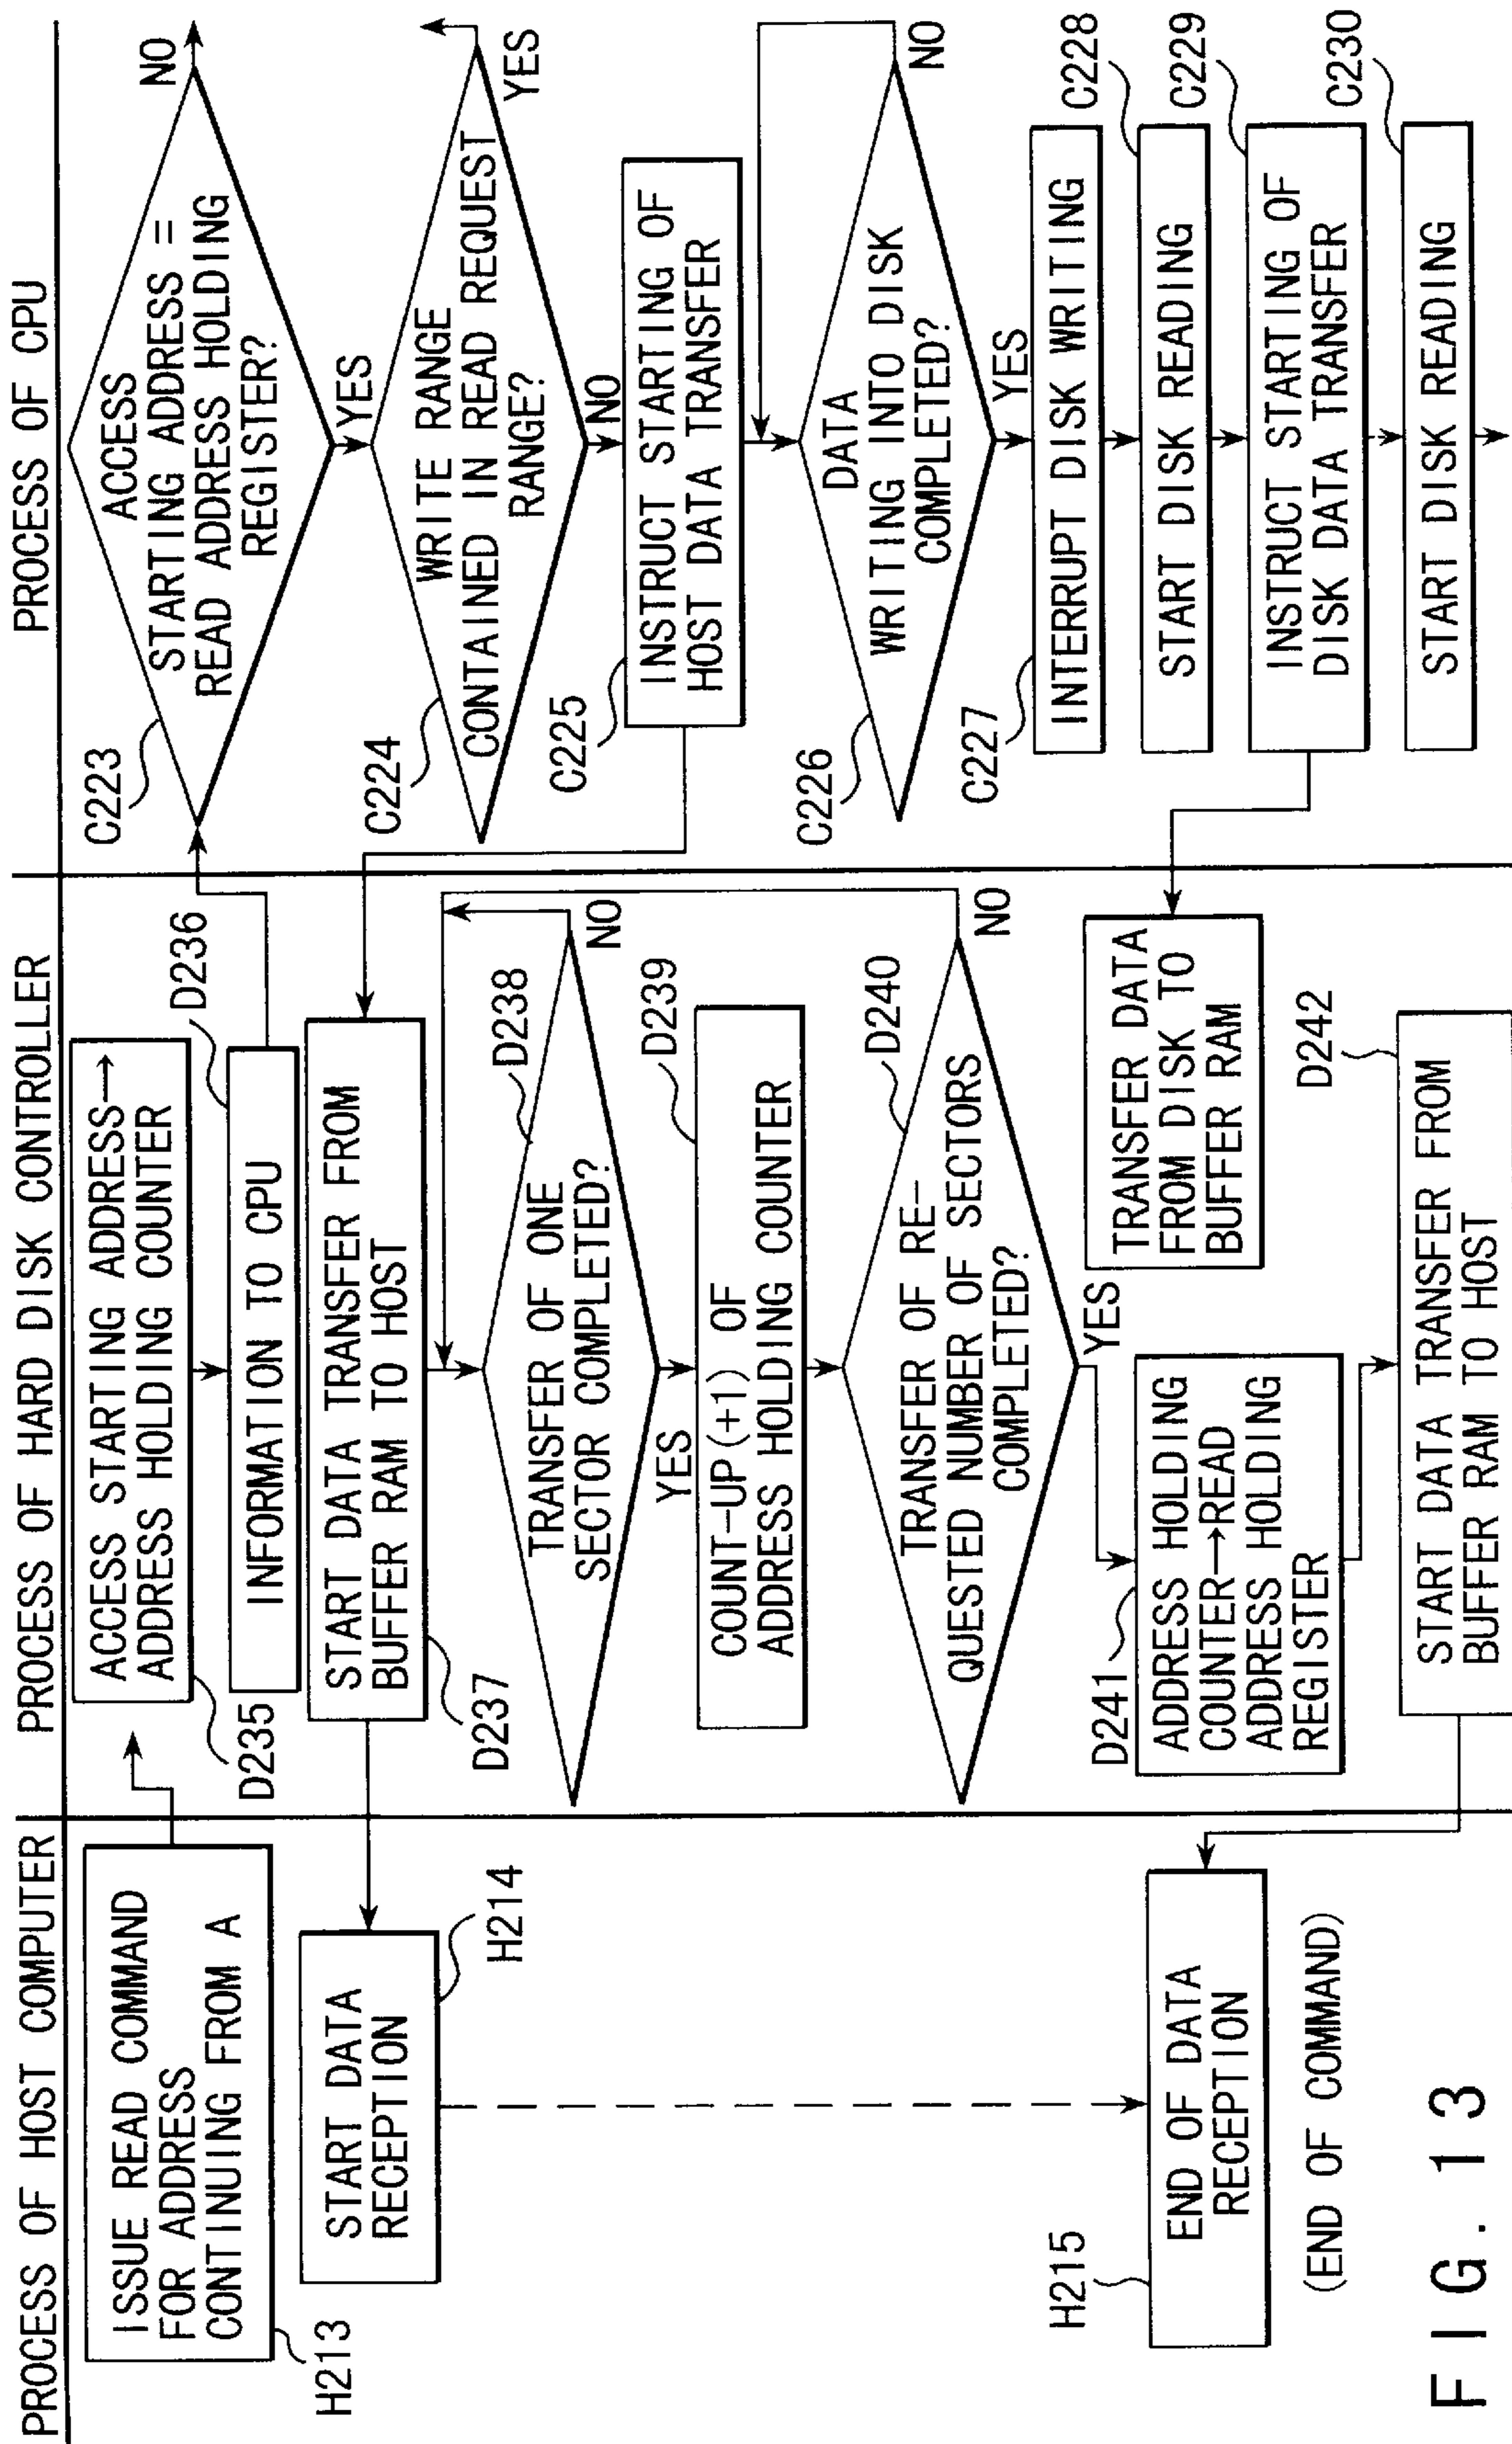 PROCESS OF HOST COMPUTER
ISSUE READ COMMAND
FOR ADDRESS
CONTINUING FROM A
H213
START DATA
RECEPTION
H214
H215
END OF DATA
RECEPTION
(END OF COMMAND)
PROCESS OF HARD DISK CONTROLLER
ACCESS STARTING ADDRESS→
ADDRESS HOLDING COUNTER
D235
D236
INFORMATION TO CPU
START DATA TRANSFER FROM
BUFFER RAM TO HOST
D237
D238
TRANSFER OF ONE
SECTOR COMPLETED?
NO
YES
D239
COUNT-UP(+1) OF
ADDRESS HOLDING COUNTER
D240
TRANSFER OF RE-
QUESTED NUMBER OF SECTORS
COMPLETED?
NO
YES
D241
ADDRESS HOLDING
COUNTER→READ
ADDRESS HOLDING
REGISTER
TRANSFER DATA
FROM DISK TO
BUFFER RAM
D242
START DATA TRANSFER FROM
BUFFER RAM TO HOST
PROCESS OF CPU
C223
ACCESS
STARTING ADDRESS =
READ ADDRESS HOLDING
REGISTER?
NO
YES
C224
WRITE RANGE
CONTAINED IN READ REQUEST
RANGE?
YES
NO
C225
INSTRUCT STARTING OF
HOST DATA TRANSFER
C226
DATA
WRITING INTO DISK
COMPLETED?
NO
YES
C227
INTERRUPT DISK WRITING
C228
START DISK READING
C229
INSTRUCT STARTING OF
DISK DATA TRANSFER
C230
START DISK READING
FIG. 13